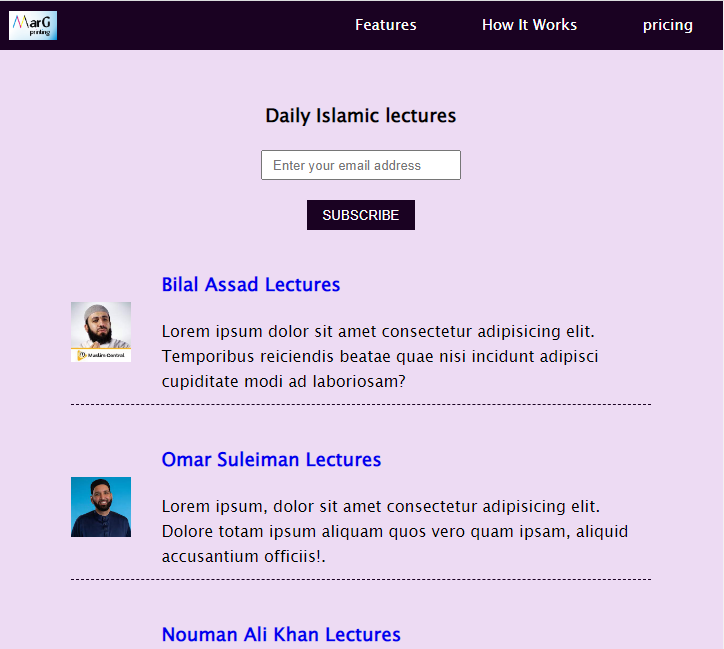 MarG
printing
Features
How It Works
pricing
Daily Islamic lectures
Enter your email address
SUBSCRIBE
Bilal Assad Lectures
Muslim Central
Lorem ipsum dolor sit amet consectetur adipisicing elit.
Temporibus reiciendis beatae quae nisi incidunt adipisci
cupiditate modi ad laboriosam?
Omar Suleiman Lectures
Lorem ipsum, dolor sit amet consectetur adipisicing elit.
Dolore totam ipsum aliquam quos vero quam ipsam, aliquid
accusantium officiis!.
Nouman Ali Khan Lectures